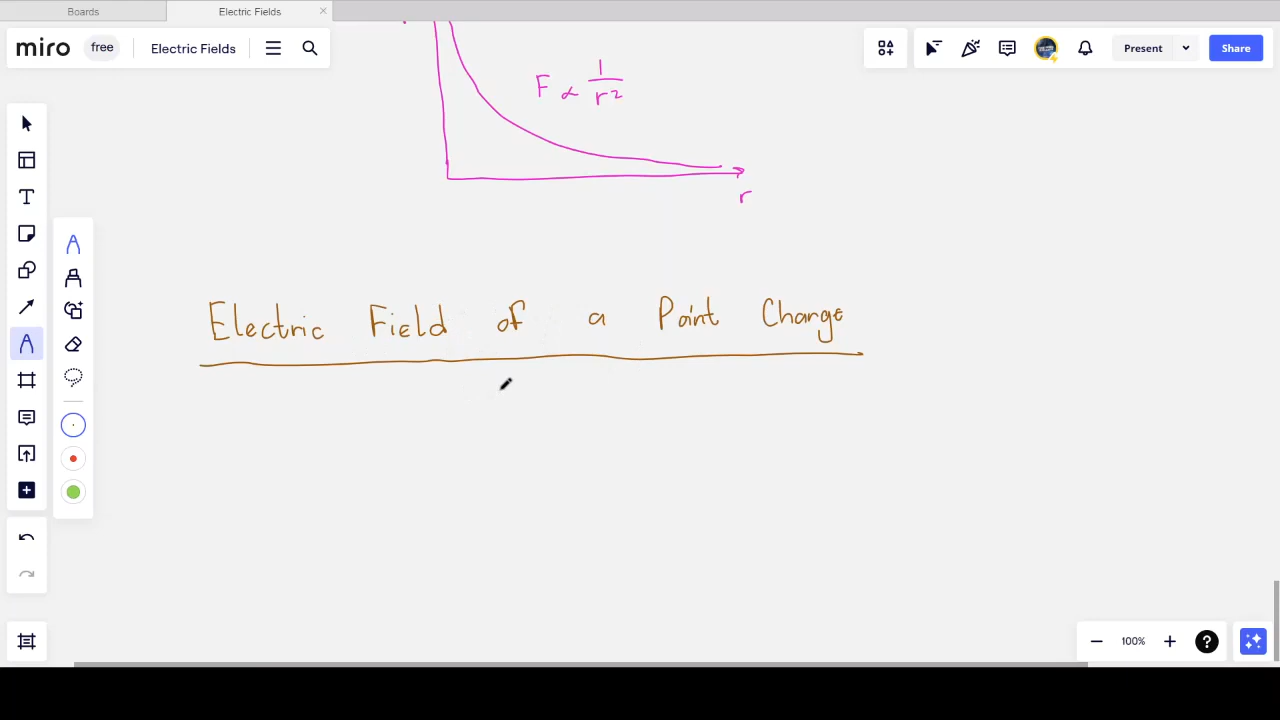 Boards
Electric Fields
miro free Electric Fields
Present
Share
F ∝ 1/r²
r
Electric Field of a Point Charge
100%